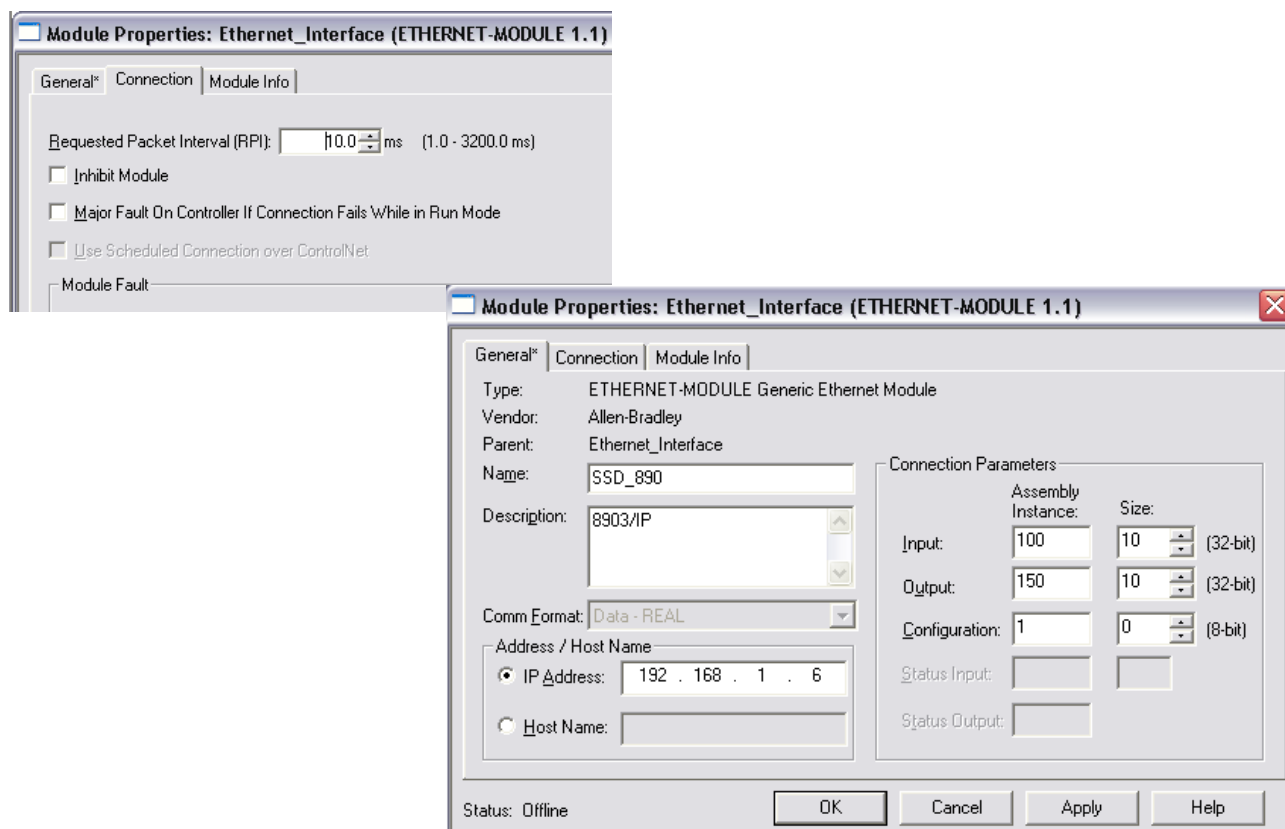 Module Properties: Ethernet_Interface (ETHERNET-MODULE 1.1)
General* Connection Module Info
Requested Packet Interval (RPI): 10.0 ms (1.0 - 3200.0 ms)
Inhibit Module
Major Fault On Controller If Connection Fails While in Run Mode
Use Scheduled Connection over ControlNet
Module Fault
Module Properties: Ethernet_Interface (ETHERNET-MODULE 1.1)
General* Connection Module Info
Type: ETHERNET-MODULE Generic Ethernet Module
Vendor: Allen-Bradley
Parent: Ethernet_Interface
Name: SSD_890
Description: 8903/IP
Comm Format: Data - REAL
Address / Host Name
IP Address: 192 . 168 . 1 . 6
Host Name:
Connection Parameters
Assembly
Instance: Size:
Input: 100 10 (32-bit)
Output: 150 10 (32-bit)
Configuration: 1 0 (8-bit)
Status Input:
Status Output:
Status: Offline
OK Cancel Apply Help